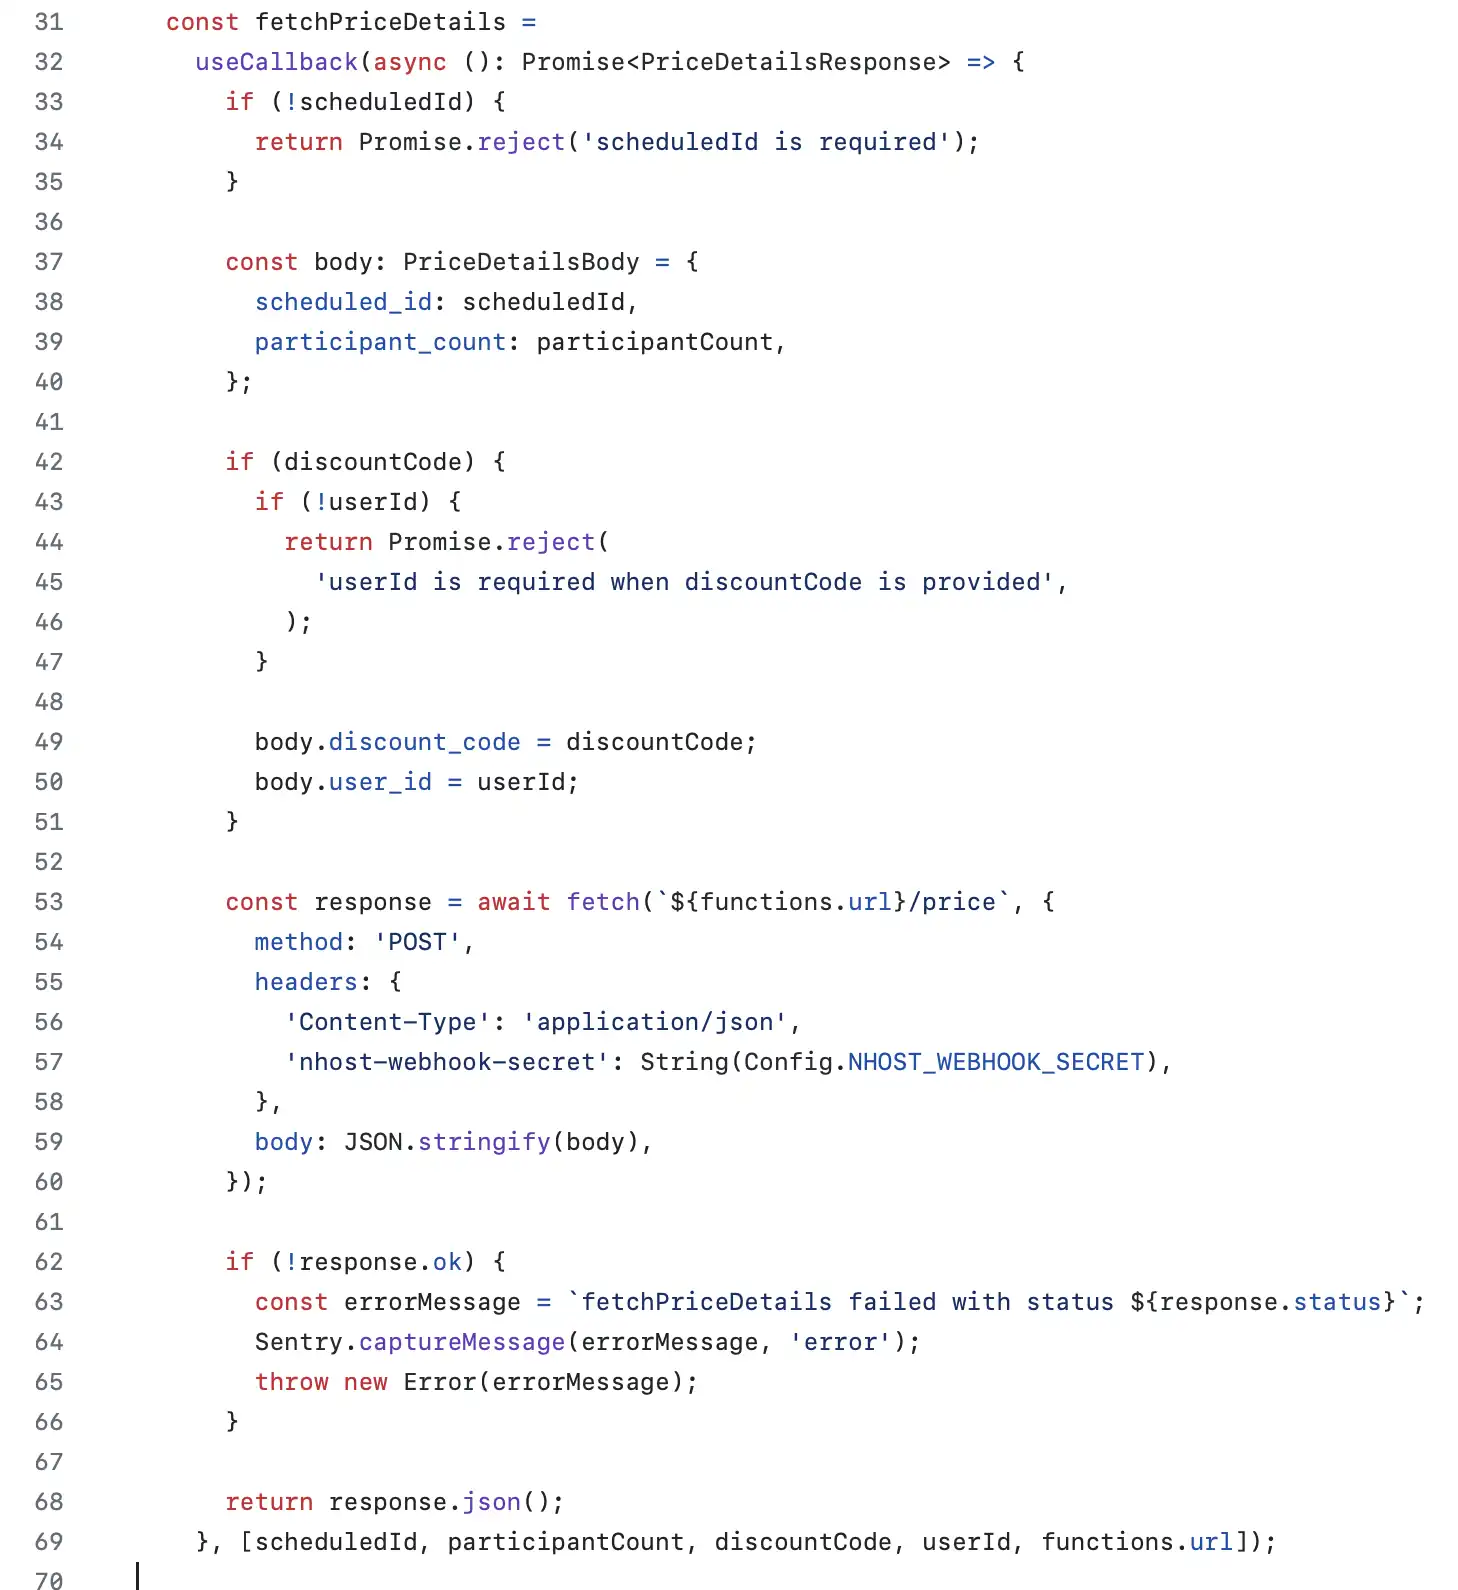 31 const fetchPriceDetails =
32 useCallback(async (): Promise<PriceDetailsResponse> => {
33 if (!scheduledId) {
34 return Promise.reject('scheduledId is required');
35 }
36
37 const body: PriceDetailsBody = {
38 scheduled_id: scheduledId,
39 participant_count: participantCount,
40 };
41
42 if (discountCode) {
43 if (!userId) {
44 return Promise.reject(
45 'userId is required when discountCode is provided',
46 );
47 }
48
49 body.discount_code = discountCode;
50 body.user_id = userId;
51 }
52
53 const response = await fetch(`${functions.url}/price`, {
54 method: 'POST',
55 headers: {
56 'Content-Type': 'application/json',
57 'nhost-webhook-secret': String(Config.NHOST_WEBHOOK_SECRET),
58 },
59 body: JSON.stringify(body),
60 });
61
62 if (!response.ok) {
63 const errorMessage = `fetchPriceDetails failed with status ${response.status}`;
64 Sentry.captureMessage(errorMessage, 'error');
65 throw new Error(errorMessage);
66 }
67
68 return response.json();
69 }, [scheduledId, participantCount, discountCode, userId, functions.url]);
70